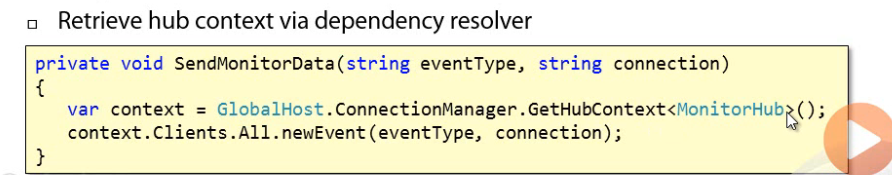 Retrieve hub context via dependency resolver
private void SendMonitorData(string eventType, string connection)
{
var context = GlobalHost.ConnectionManager.GetHubContext<MonitorHub>();
context.Clients.All.newEvent(eventType, connection);
}